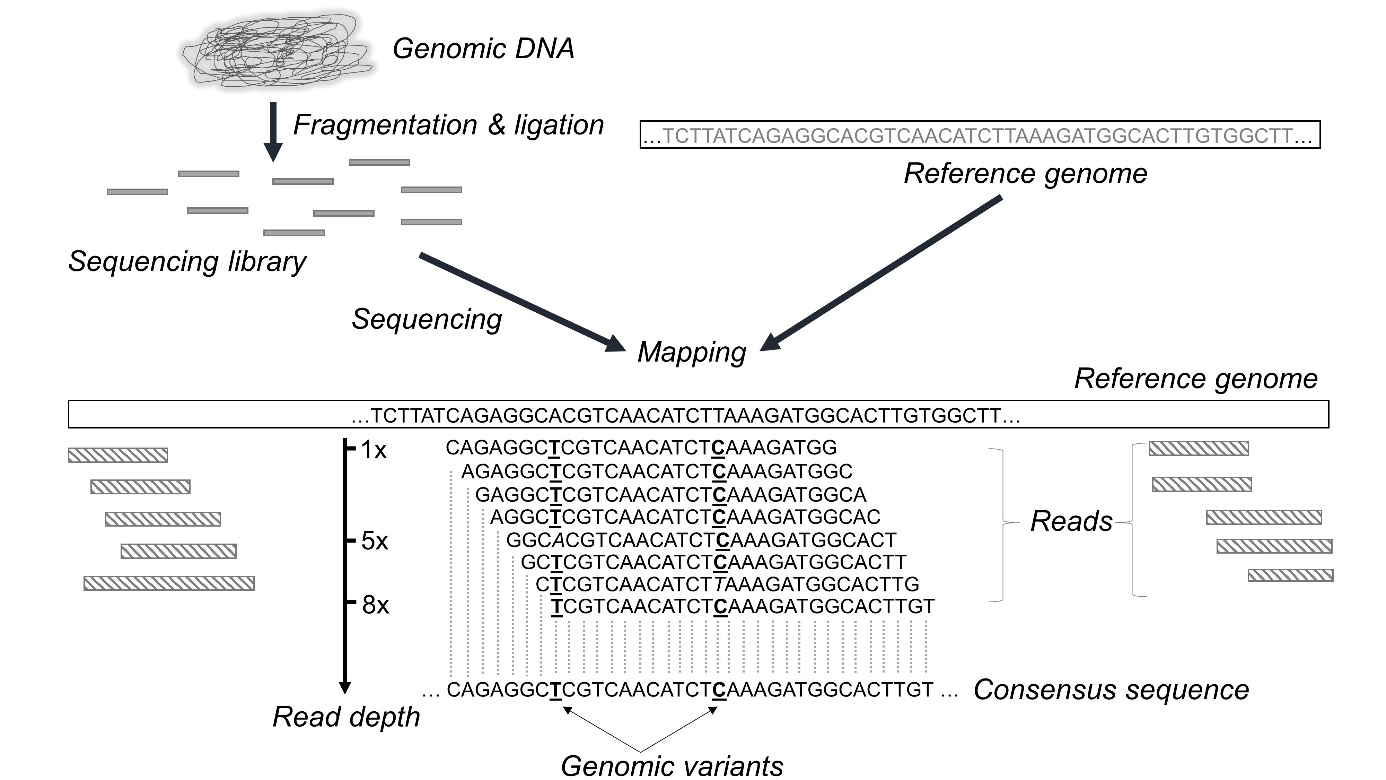 Genomic DNA
Fragmentation & ligation
…TCTTATCAGAGGCACGTCAACATCTTAAAGATGGCACTTGTGGCTT…
Reference genome
Sequencing library
Sequencing
Mapping
Reference genome
…TCTTATCAGAGGCACGTCAACATCTTAAAGATGGCACTTGTGGCTT…
1x
CAGAGGCTCGTCAACATCTCAAAGATGG
AGAGGCTCGTCAACATCTCAAAGATGGC
GAGGCTCGTCAACATCTCAAAGATGGCA
AGGCTCGTCAACATCTCAAAGATGGCAC
Reads
5x
GGCACGTCAACATCTCAAAGATGGCACT
GCTCGTCAACATCTCAAAGATGGCACTT
CTCGTCAACATCTTAAAGATGGCACTTG
8x
TCGTCAACATCTCAAAGATGGCACTTGT
… CAGAGGCTCGTCAACATCTCAAAGATGGCACTTGT …
Consensus sequence
Read depth
Genomic variants